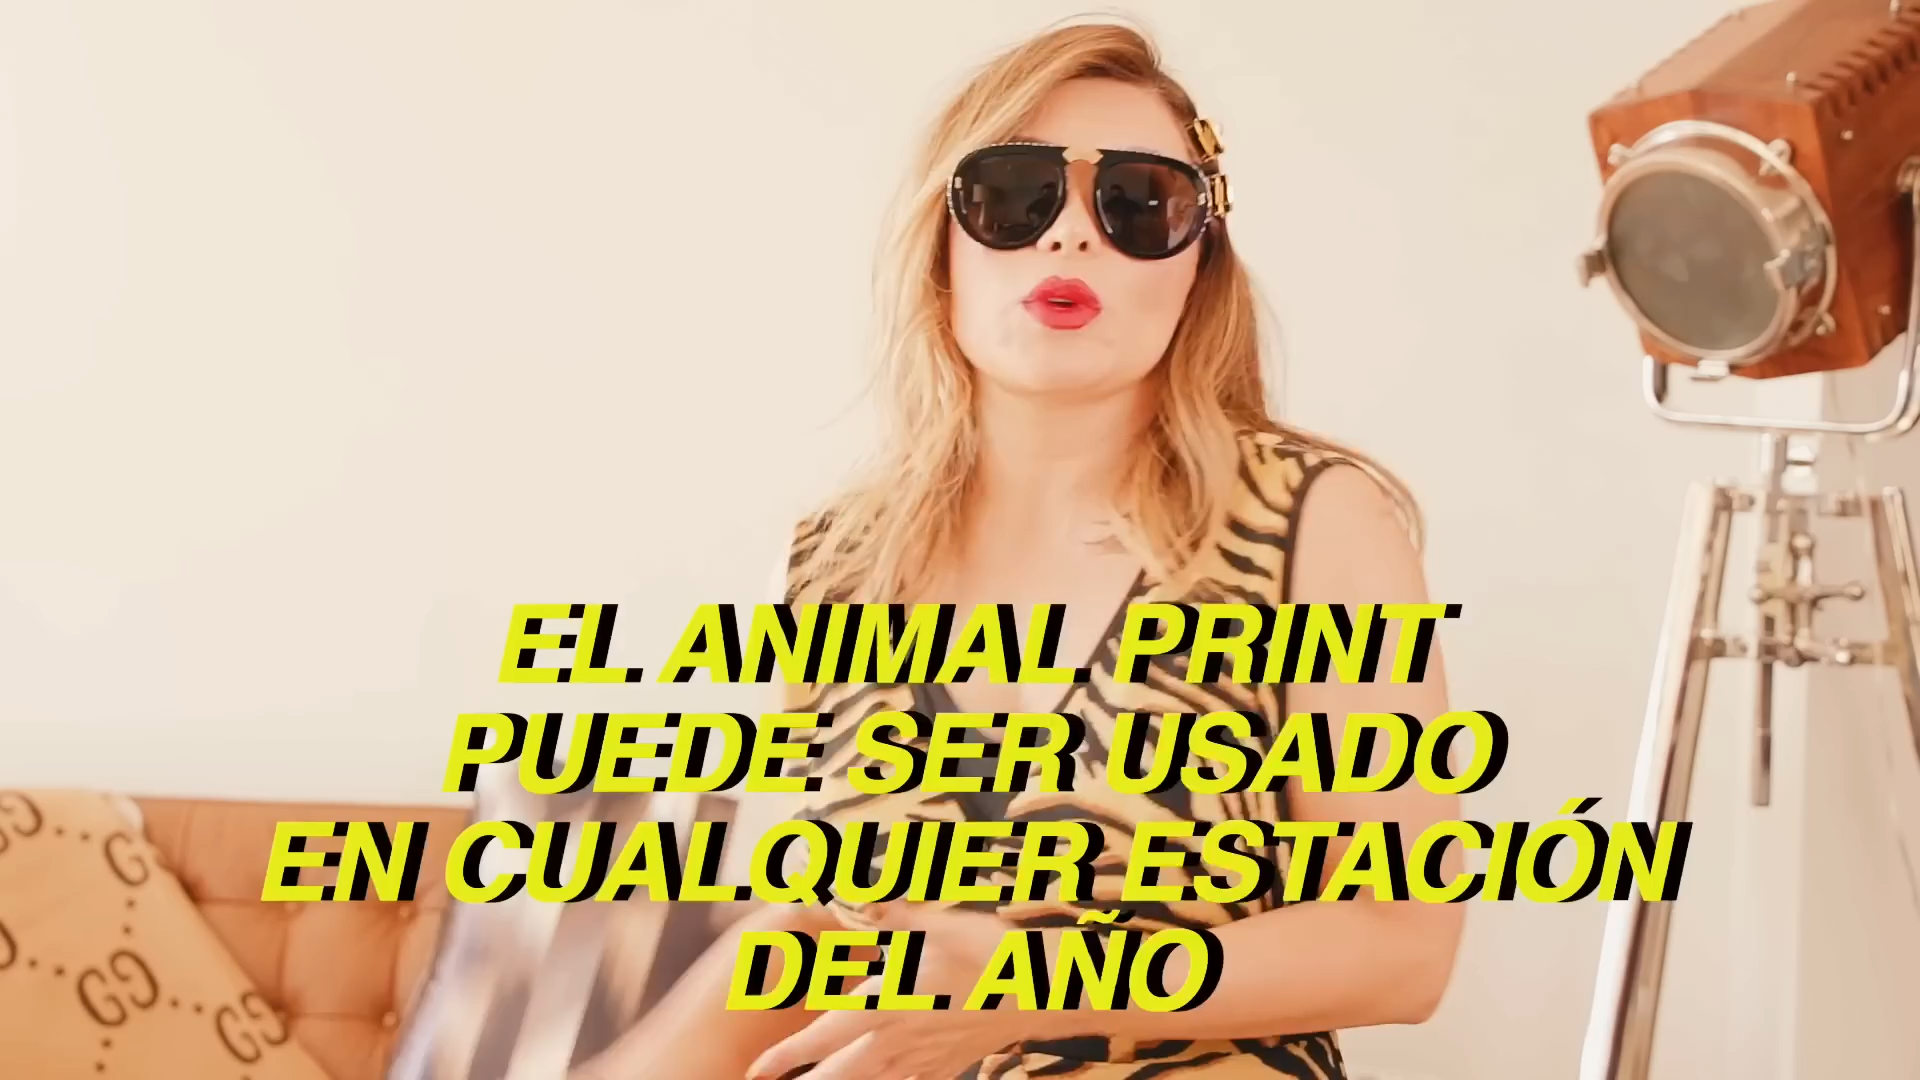 EL ANIMAL PRINT
PUEDE SER USADO
EN CUALQUIER ESTACIÓN
DEL AÑO